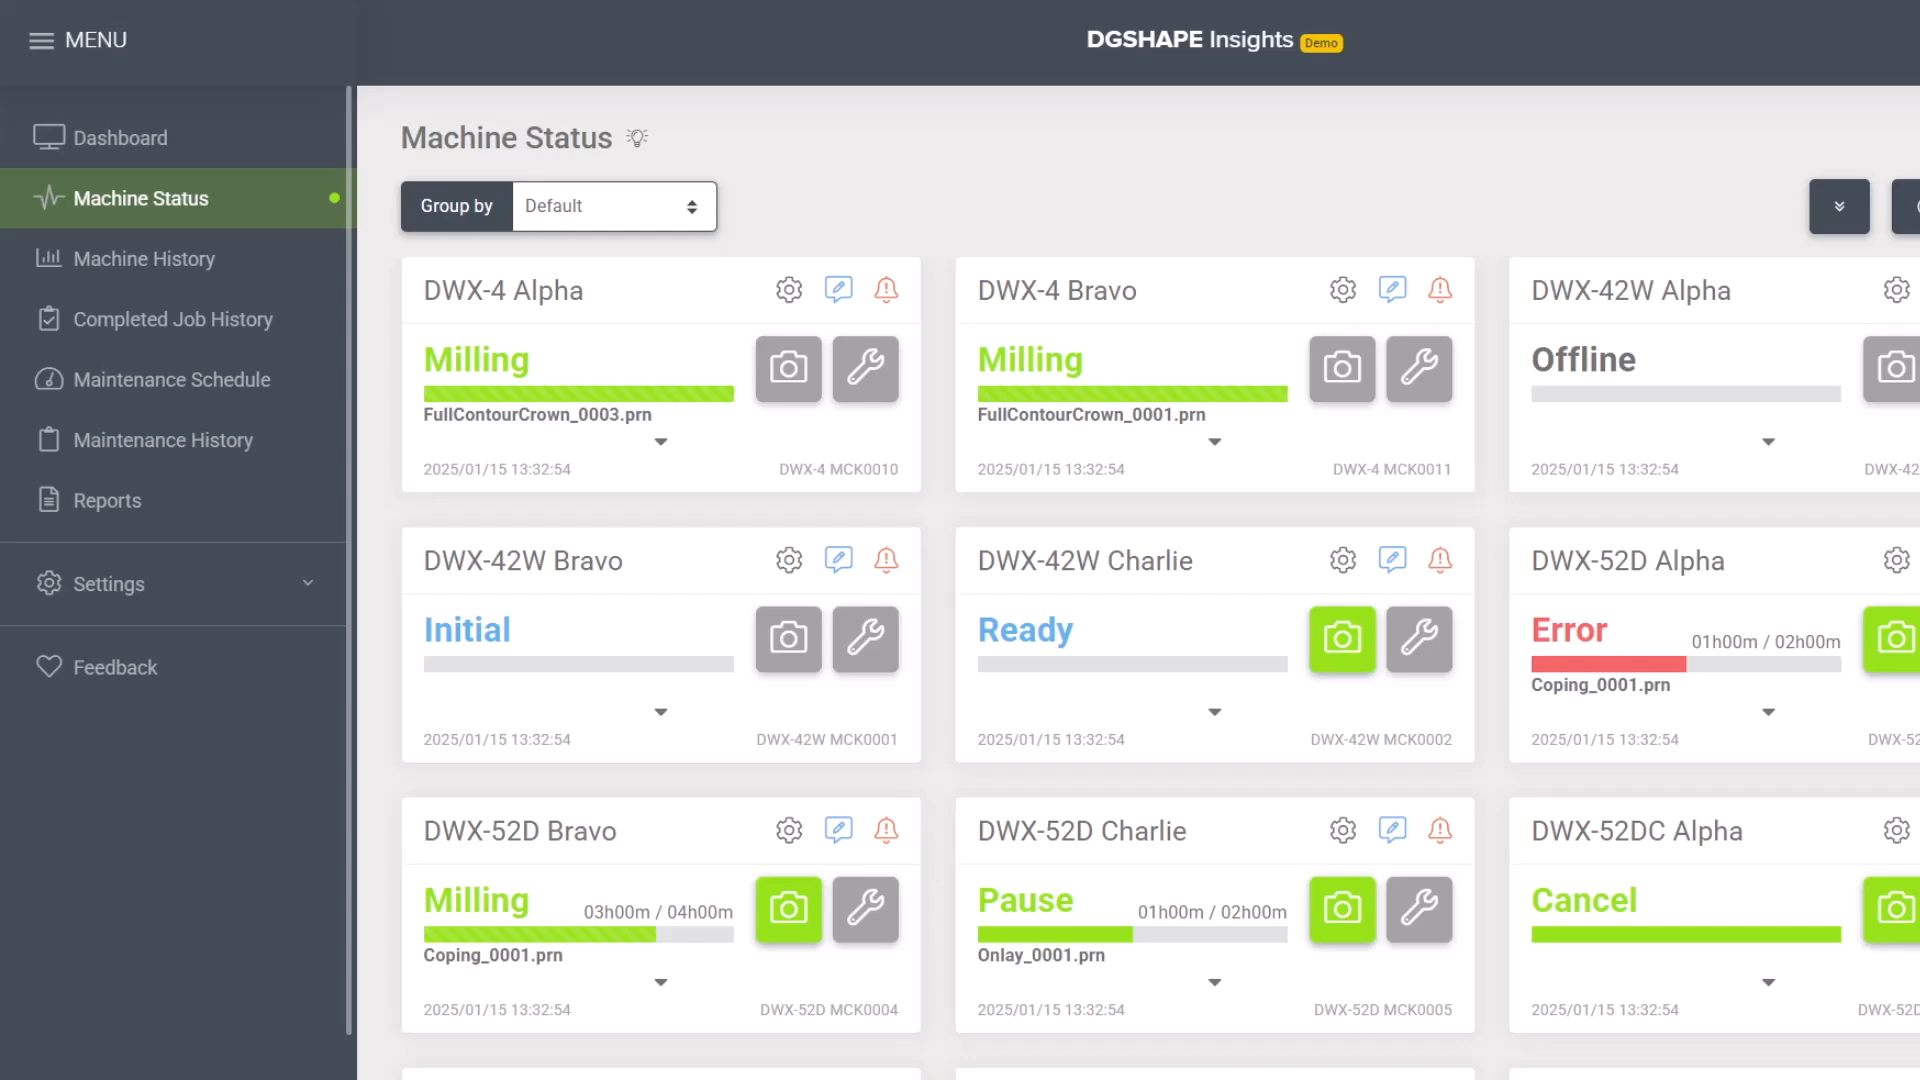 MENU
DGSHAPE Insights Demo
Dashboard
Machine Status
Machine History
Completed Job History
Maintenance Schedule
Maintenance History
Reports
Settings
Feedback
Machine Status
Group by Default
DWX-4 Alpha
Milling
FullContourCrown_0003.prn
2025/01/15 13:32:54 DWX-4 MCK0010
DWX-4 Bravo
Milling
FullContourCrown_0001.prn
2025/01/15 13:32:54 DWX-4 MCK0011
DWX-42W Alpha
Offline
2025/01/15 13:32:54 DWX-42
DWX-42W Bravo
Initial
2025/01/15 13:32:54 DWX-42W MCK0001
DWX-42W Charlie
Ready
2025/01/15 13:32:54 DWX-42W MCK0002
DWX-52D Alpha
Error 01h00m / 02h00m
Coping_0001.prn
2025/01/15 13:32:54 DWX-52
DWX-52D Bravo
Milling 03h00m / 04h00m
Coping_0001.prn
2025/01/15 13:32:54 DWX-52D MCK0004
DWX-52D Charlie
Pause 01h00m / 02h00m
Onlay_0001.prn
2025/01/15 13:32:54 DWX-52D MCK0005
DWX-52DC Alpha
Cancel
2025/01/15 13:32:54 DWX-52D